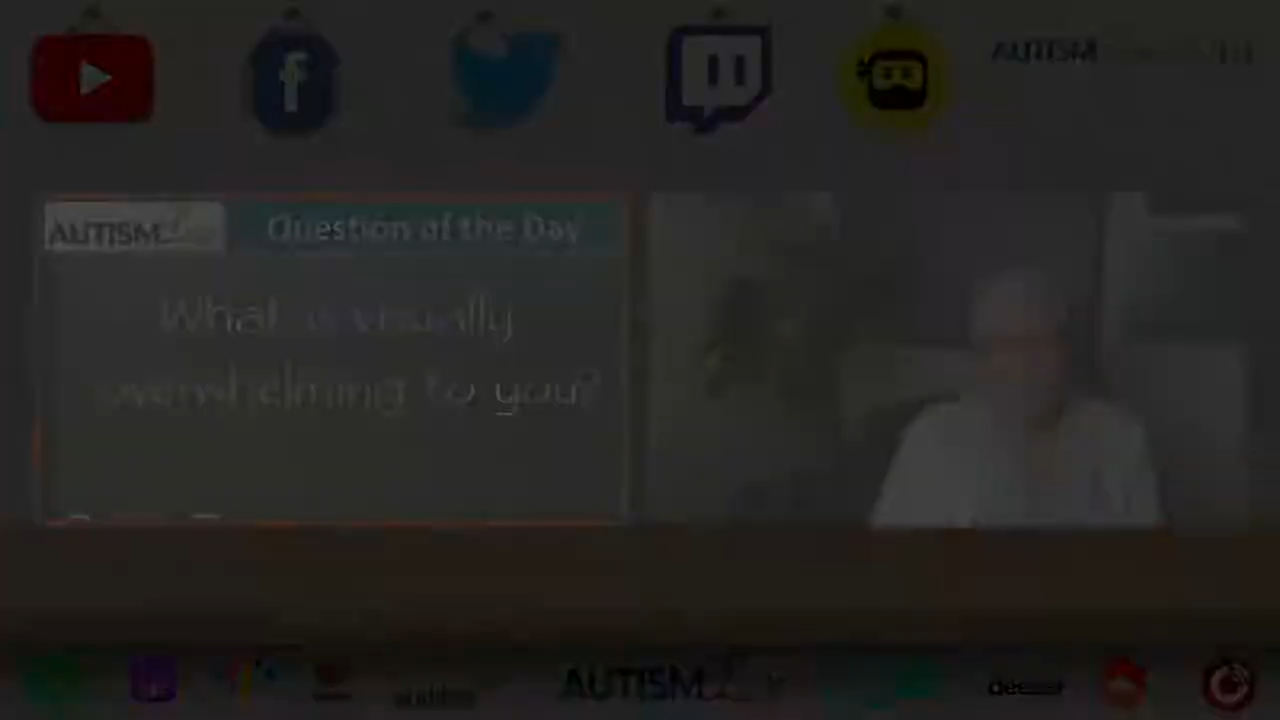 AUTISM
AUTISM
Question of the Day
What is visually
overwhelming to you?
AUTISM
deezer